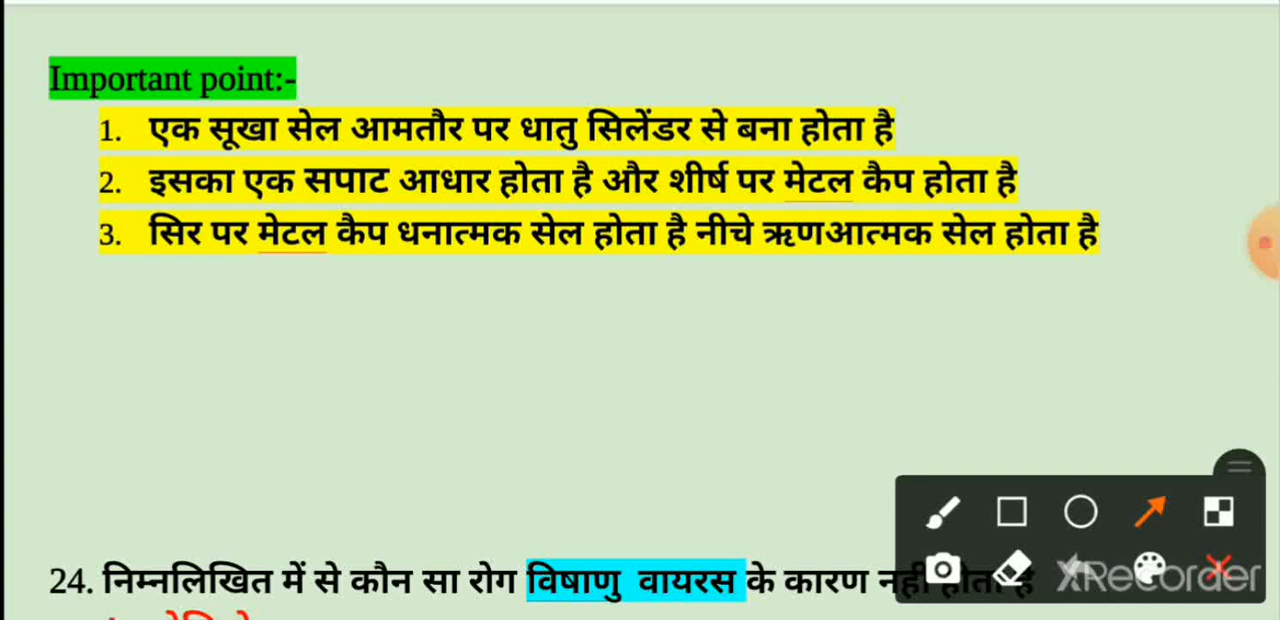 Important point:-
1. एक सूखा सेल आमतौर पर धातु सिलेंडर से बना होता है
2. इसका एक सपाट आधार होता है और शीर्ष पर मेटल कैप होता है
3. सिर पर मेटल कैप धनात्मक सेल होता है नीचे ऋणआत्मक सेल होता है
24. निम्नलिखित में से कौन सा रोग विषाणु वायरस के कारण नही होता है
XRecorder